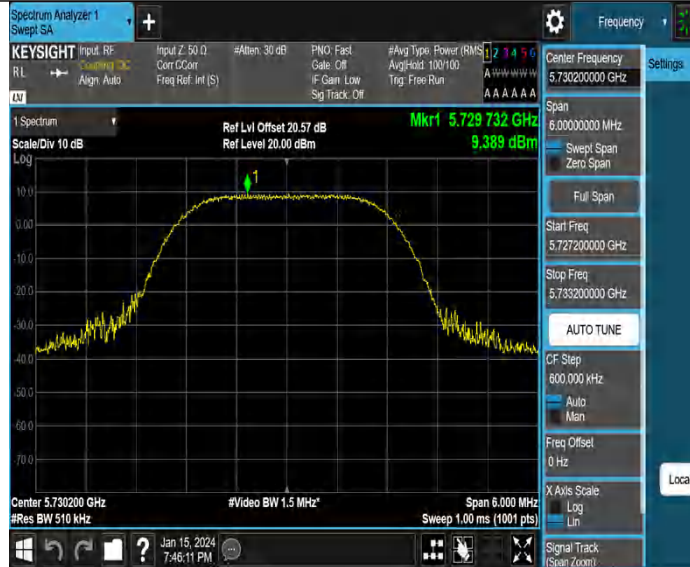 Spectrum Analyzer 1
Swept SA
+
Frequency
KEYSIGHT
RL
Input: RF
Coupling: DC
Align: Auto
Input Z: 50 Ω
Corr CCorr
Freq Ref: Int (S)
#Atten: 30 dB
PNO: Fast
Gate: Off
IF Gain: Low
Sig Track: Off
#Avg Type: Power (RMS
Avg|Hold: 100/100
Trig: Free Run
1 2 3 4 5 6
A W W W W W
A A A A A A
Center Frequency
5.730200000 GHz
Settings
Span
6.00000000 MHz
Swept Span
Zero Span
Full Span
Start Freq
5.727200000 GHz
Stop Freq
5.733200000 GHz
AUTO TUNE
CF Step
600.000 kHz
Auto
Man
Freq Offset
0 Hz
X Axis Scale
Log
Lin
Signal Track
(Span Zoom)
Loca
1 Spectrum
Scale/Div 10 dB
Ref Lvl Offset 20.57 dB
Ref Level 20.00 dBm
Mkr1 5.729 732 GHz
9.389 dBm
Log
1
10.0
0.00
-10.0
-20.0
-30.0
-40.0
-50.0
-60.0
-70.0
Center 5.730200 GHz
#Res BW 510 kHz
#Video BW 1.5 MHz*
Span 6.000 MHz
Sweep 1.00 ms (1001 pts)
?
Jan 15, 2024
7:46:11 PM